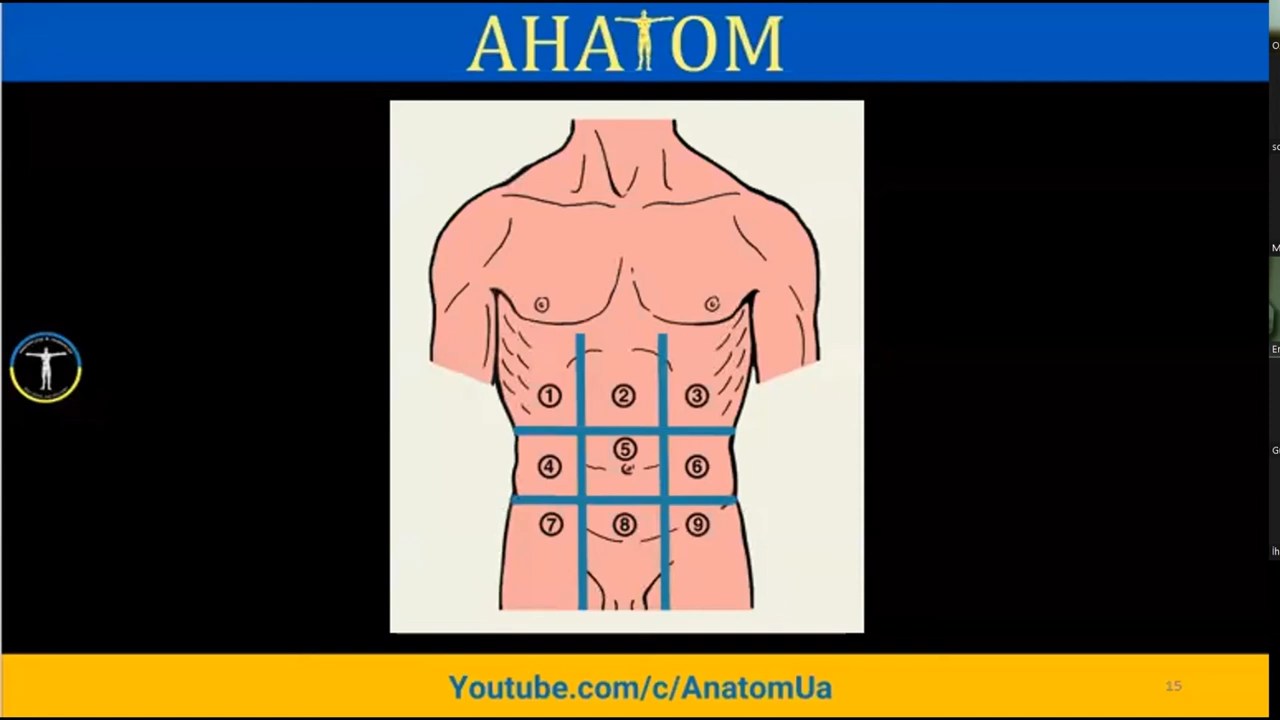 АНАТОМ
① ② ③
④ ⑤ ⑥
⑦ ⑧ ⑨
Youtube.com/c/AnatomUa
15